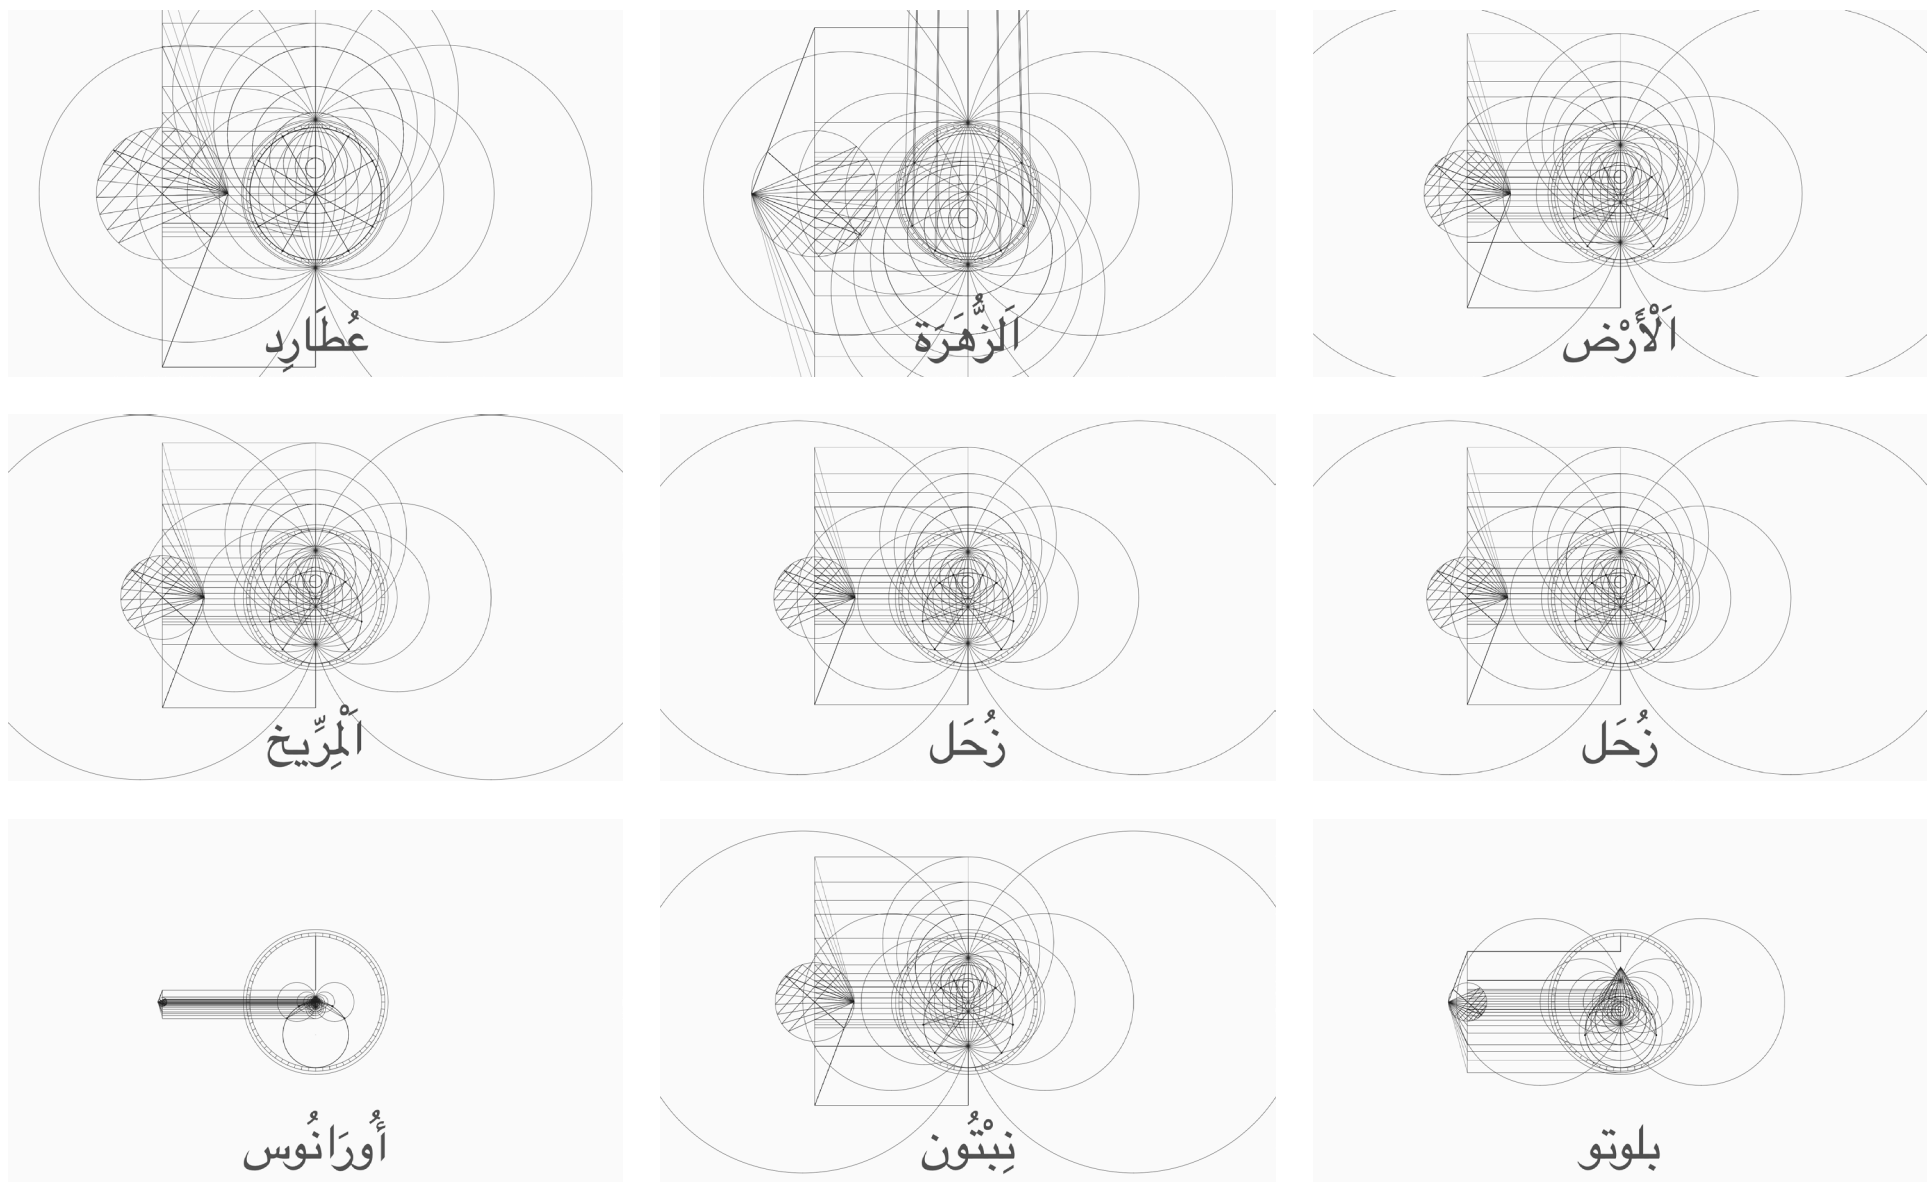 عُطَارِد
اَلزُّهَرَة
اَلْأَرْض
اَلْمِرِّيخ
زُحَل
زُحَل
أُورَانُوس
نِبْتُون
بلوتو